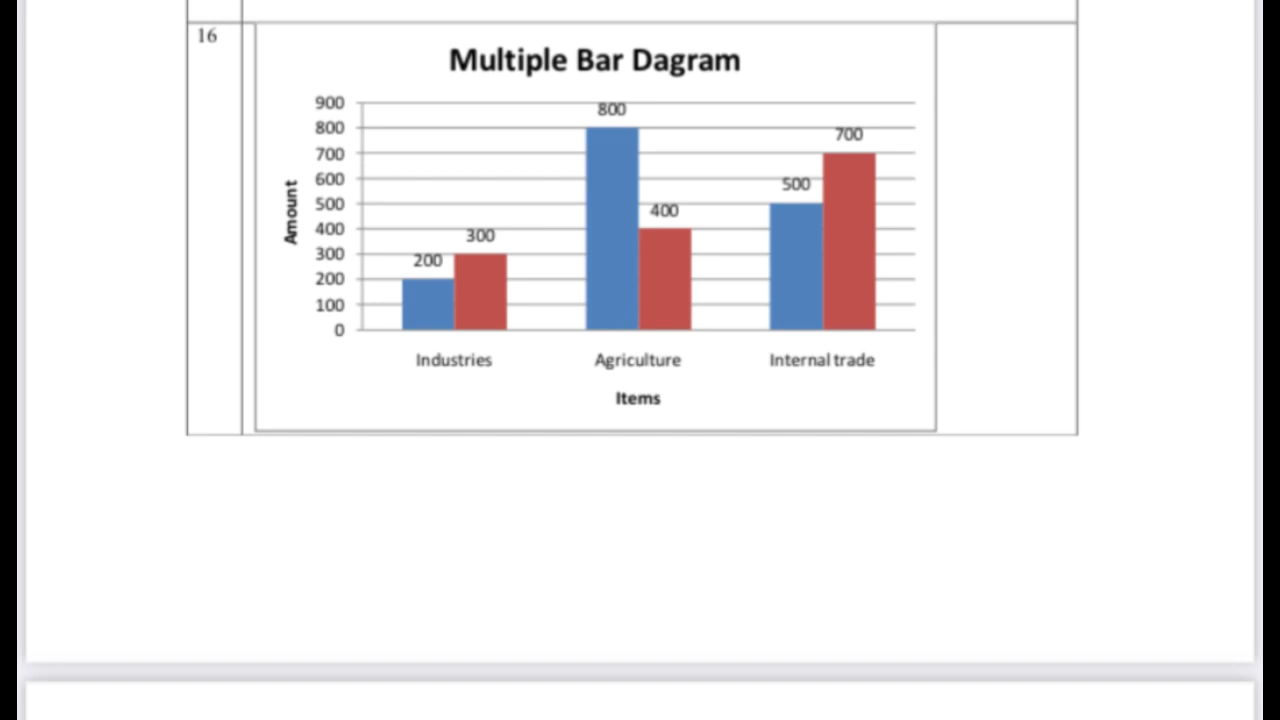 16
Multiple Bar Dagram
900
800
700
600
500
400
300
200
100
0
Amount
200
300
800
400
500
700
Industries
Agriculture
Internal trade
Items